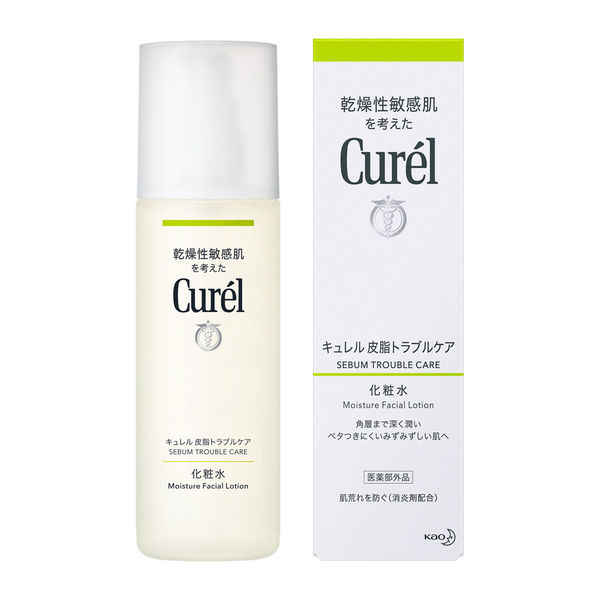 乾燥性敏感肌
を考えた
Curél
キュレル 皮脂トラブルケア
SEBUM TROUBLE CARE
化粧水
Moisture Facial Lotion
乾燥性敏感肌
を考えた
Curél
キュレル 皮脂トラブルケア
SEBUM TROUBLE CARE
化粧水
Moisture Facial Lotion
角層まで深く潤い
ベタつきにくいみずみずしい肌へ
医薬部外品
肌荒れを防ぐ(消炎剤配合)
Kao